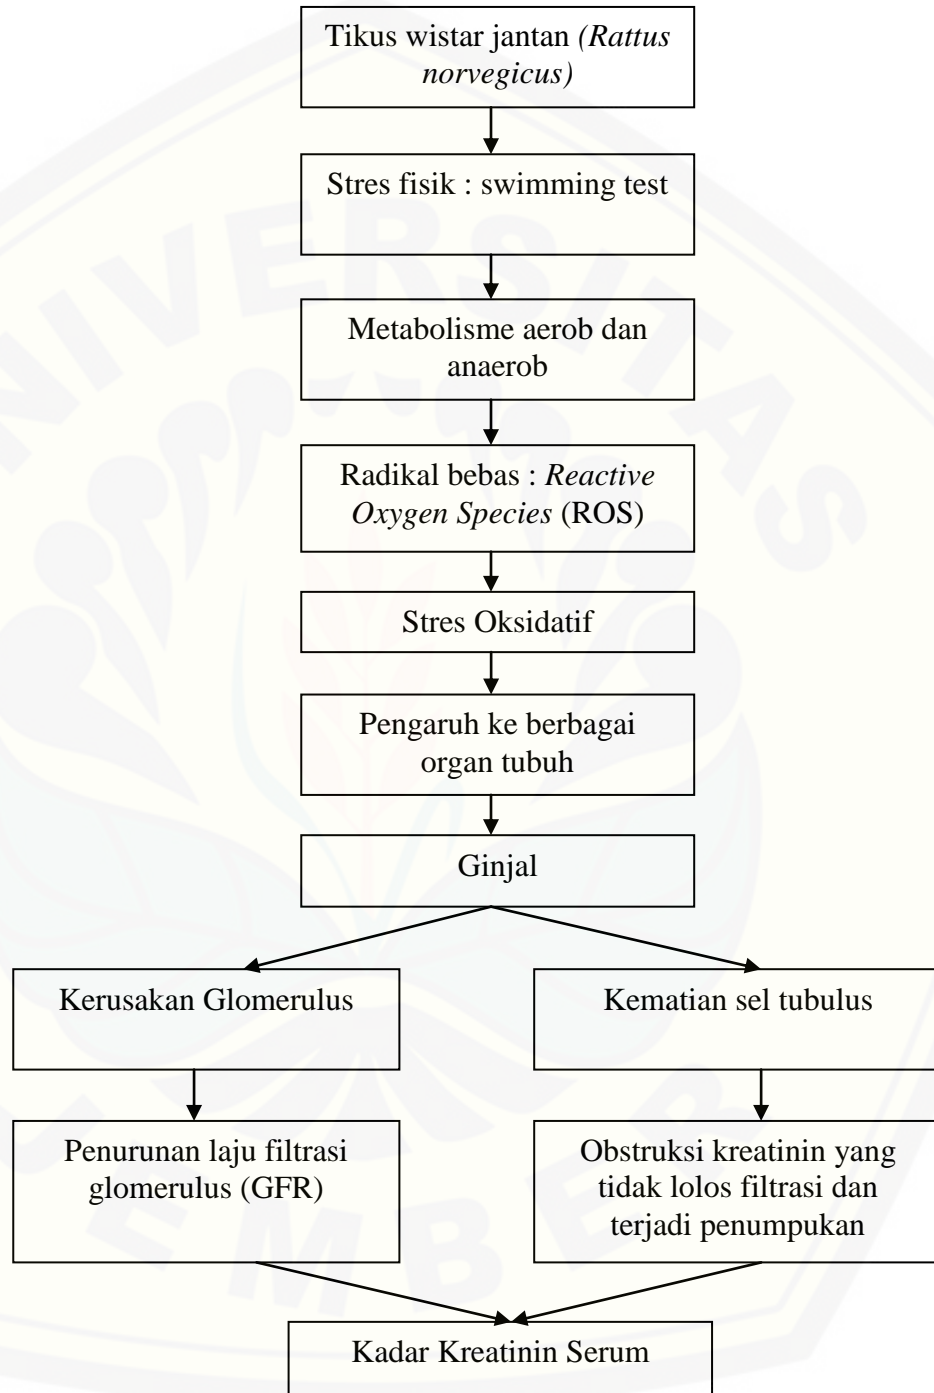 Tikus wistar jantan (Rattus
norvegicus)
Stres fisik : swimming test
Metabolisme aerob dan
anaerob
Radikal bebas : Reactive
Oxygen Species (ROS)
Stres Oksidatif
Pengaruh ke berbagai
organ tubuh
Ginjal
Kerusakan Glomerulus
Kematian sel tubulus
Penurunan laju filtrasi
glomerulus (GFR)
Obstruksi kreatinin yang
tidak lolos filtrasi dan
terjadi penumpukan
Kadar Kreatinin Serum
UNIVERSITAS
JEMBER